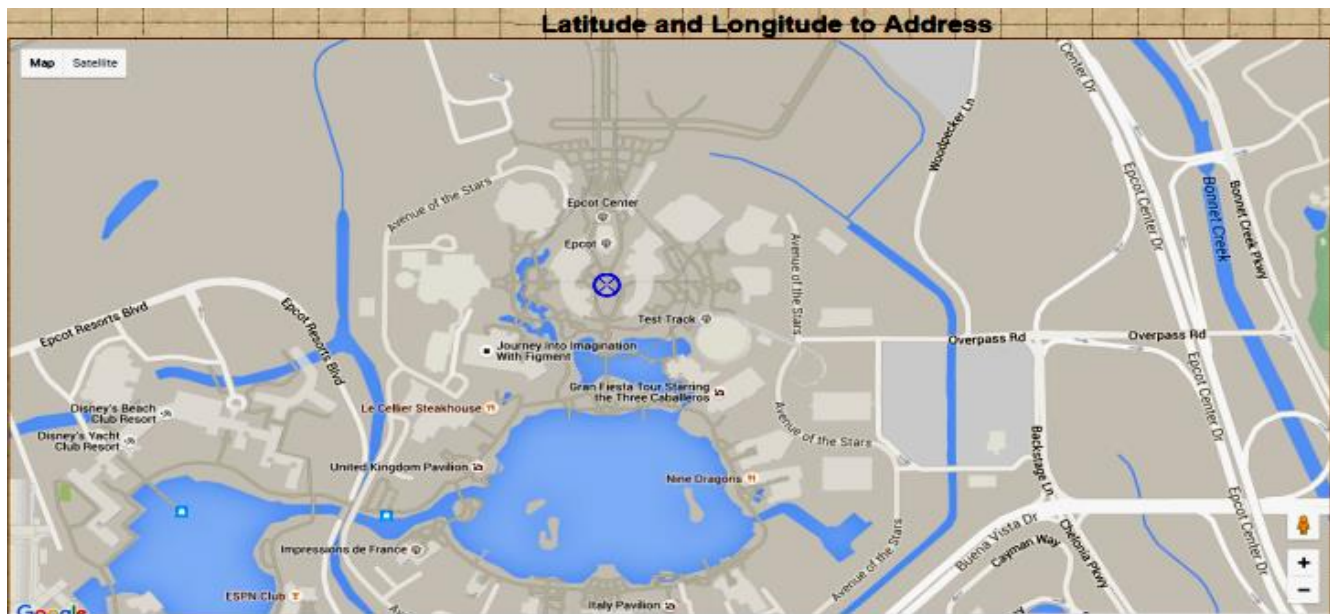 Latitude and Longitude to Address
Map
Satellite
Center Dr
Epcot Center Dr
Woodpecker Ln
Bonnet Creek
Bonnet Creek Pkwy
Epcot Center Dr
Avenue of the Stars
Epcot Center
Epcot
Avenue of the Stars
Test Track
Epcot Resorts Blvd
Epcot Resorts Blvd
Journey Into Imagination
With Figment
Overpass Rd
Overpass Rd
Gran Fiesta Tour Starring
the Three Caballeros
Disney's Beach
Club Resort
Le Cellier Steakhouse
Disney's Yacht
Club Resort
Avenue of the Stars
Epcot Center Dr
United Kingdom Pavilion
Nine Dragons
Backstage Ln
Epcot Center Dr
Buena Vista Dr
Cayman Way
Chelonia Pkwy
Impressions de France
Avenue of the Stars
ESPN Club
Italy Pavilion
Google
+
−